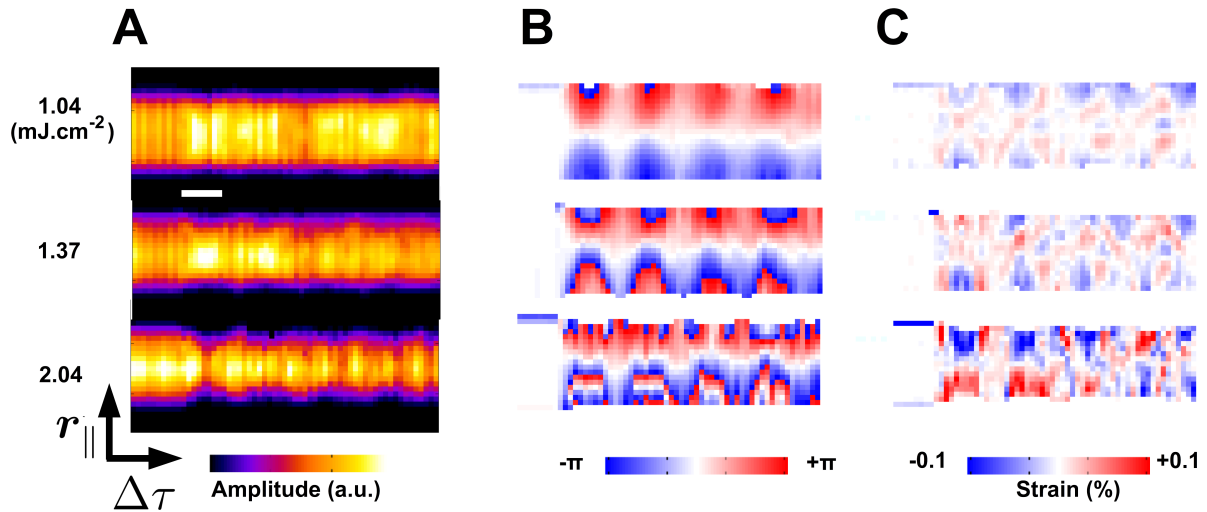 A
B
C
1.04
(mJ.cm-2)
1.37
2.04
r||
Δτ
Amplitude (a.u.)
-π +π
-0.1 +0.1
Strain (%)